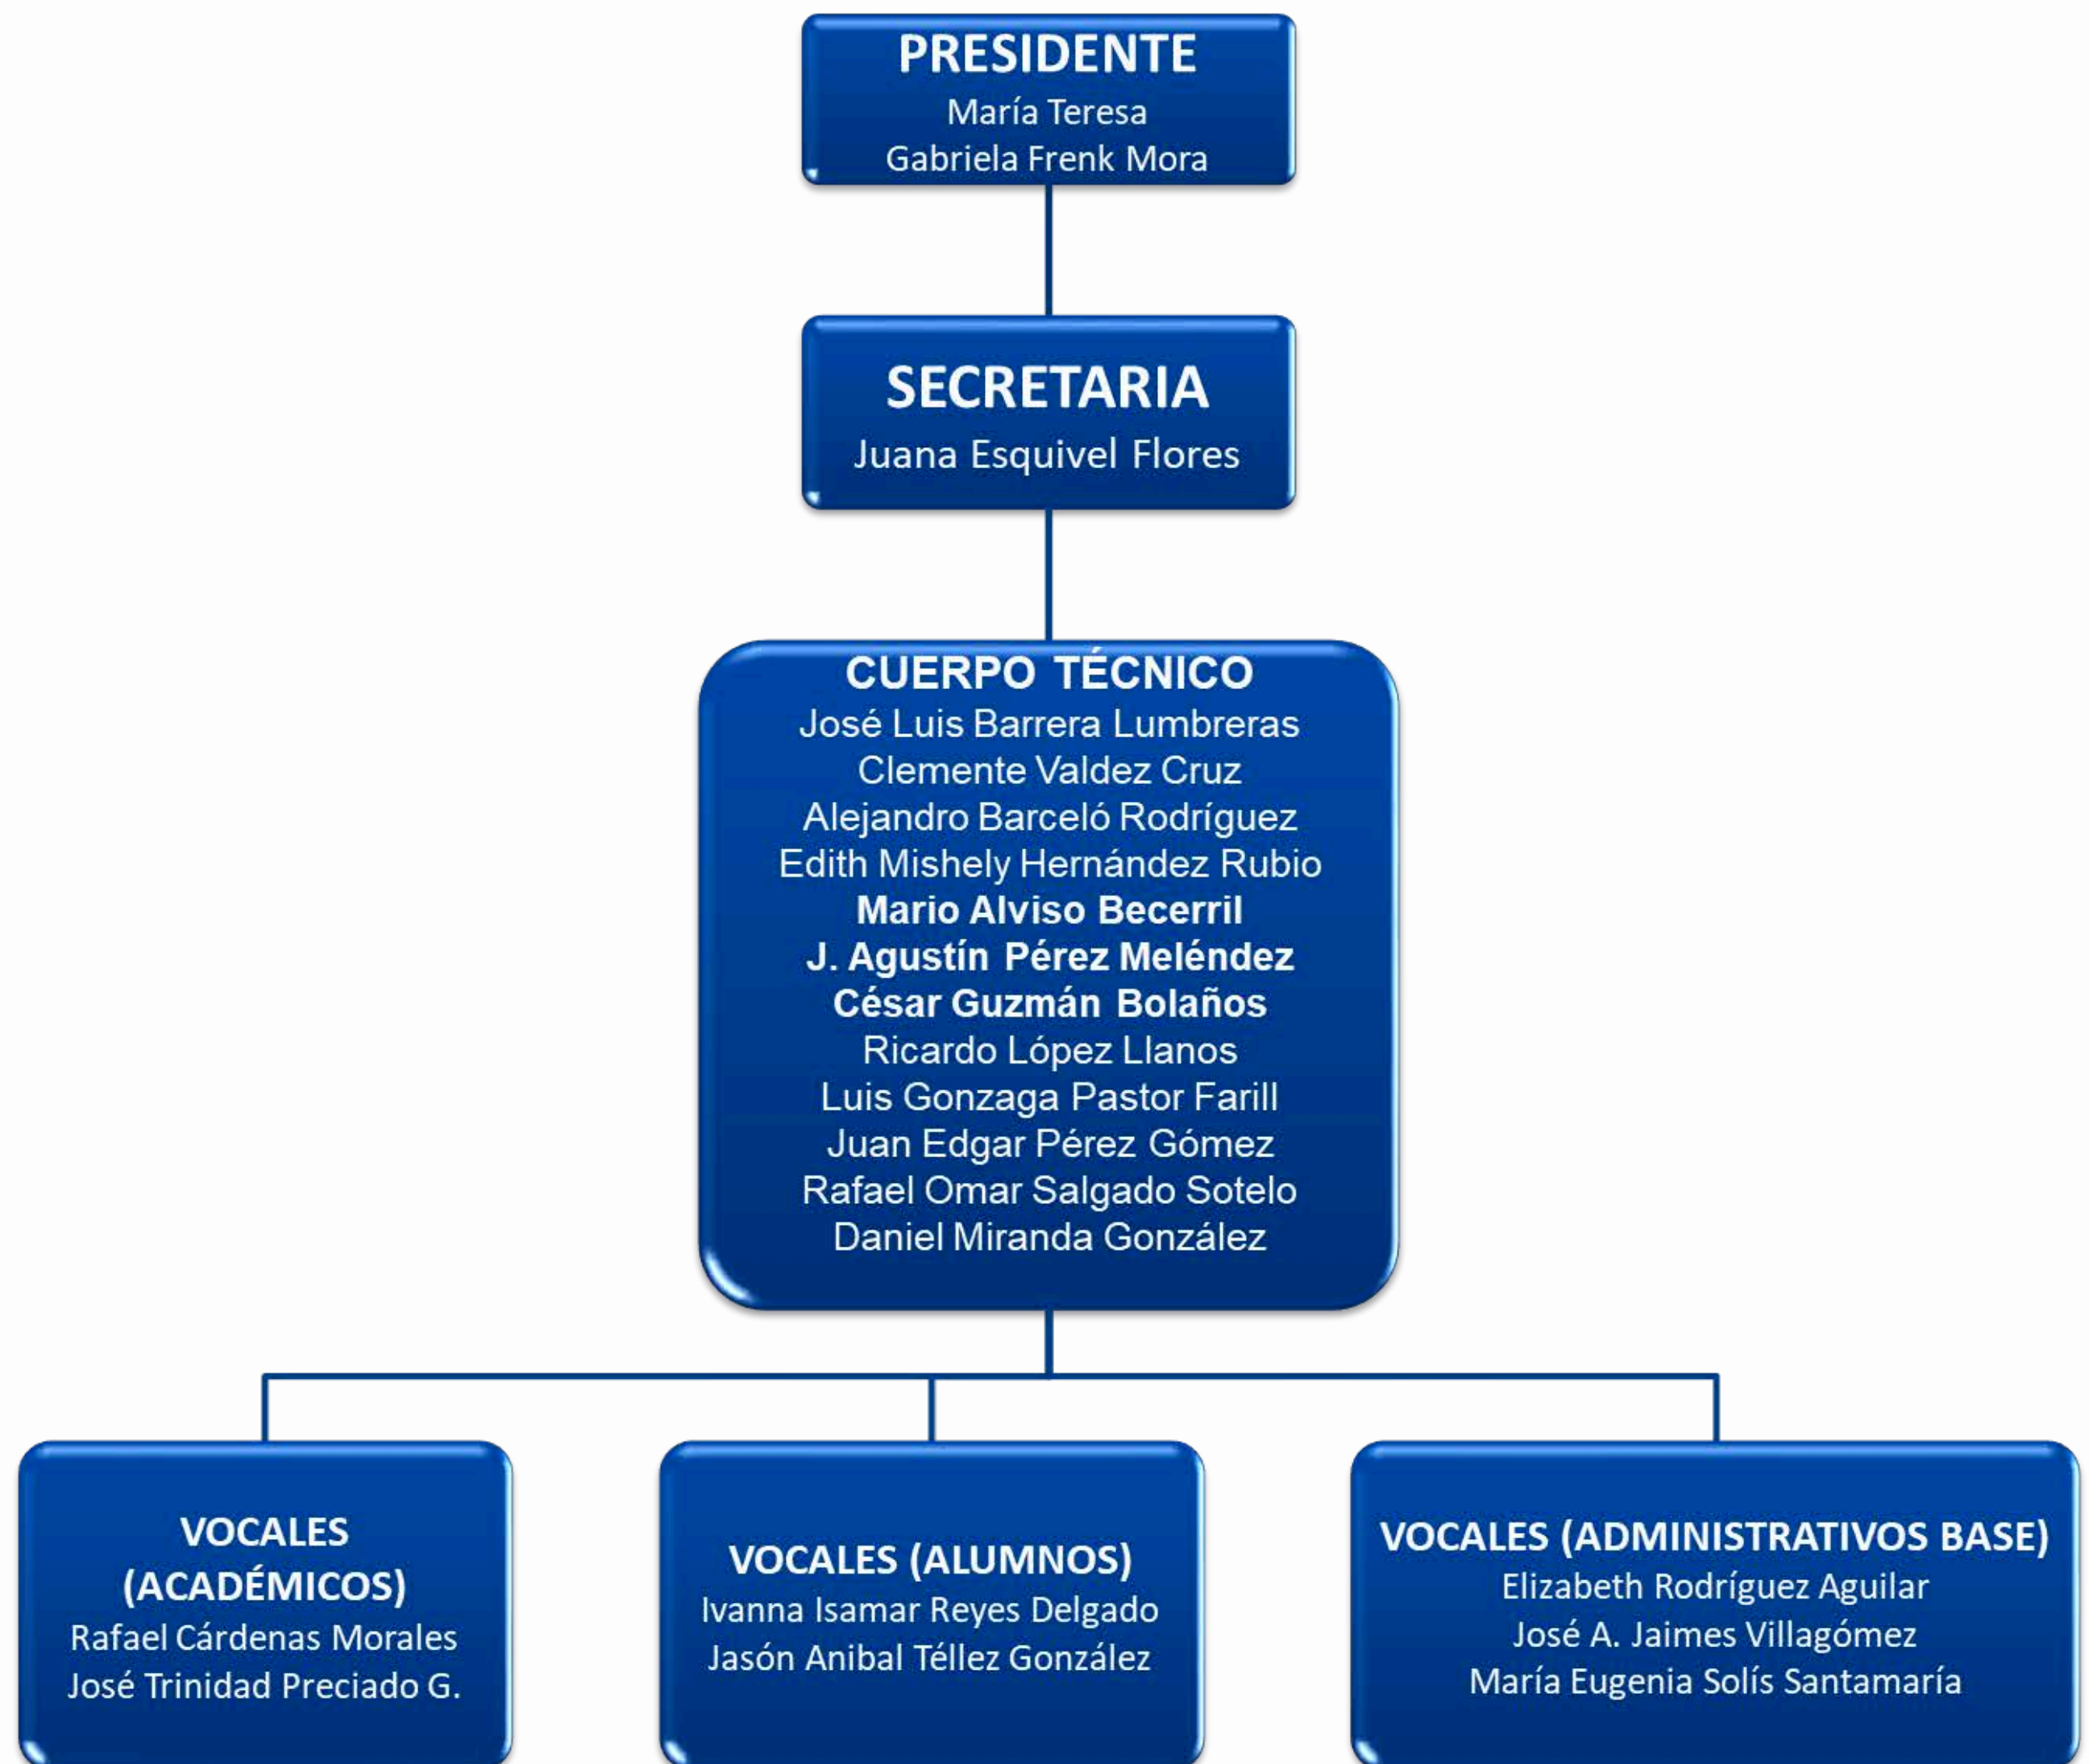 PRESIDENTE
María Teresa
Gabriela Frenk Mora
SECRETARIA
Juana Esquivel Flores
CUERPO TÉCNICO
José Luis Barrera Lumbreras
Clemente Valdez Cruz
Alejandro Barceló Rodríguez
Edith Mishely Hernández Rubio
Mario Alviso Becerril
J. Agustín Pérez Meléndez
César Guzmán Bolaños
Ricardo López Llanos
Luis Gonzaga Pastor Farill
Juan Edgar Pérez Gómez
Rafael Omar Salgado Sotelo
Daniel Miranda González
VOCALES
(ACADÉMICOS)
Rafael Cárdenas Morales
José Trinidad Preciado G.
VOCALES (ALUMNOS)
Ivanna Isamar Reyes Delgado
Jasón Anibal Téllez González
VOCALES (ADMINISTRATIVOS BASE)
Elizabeth Rodríguez Aguilar
José A. Jaimes Villagómez
María Eugenia Solís Santamaría